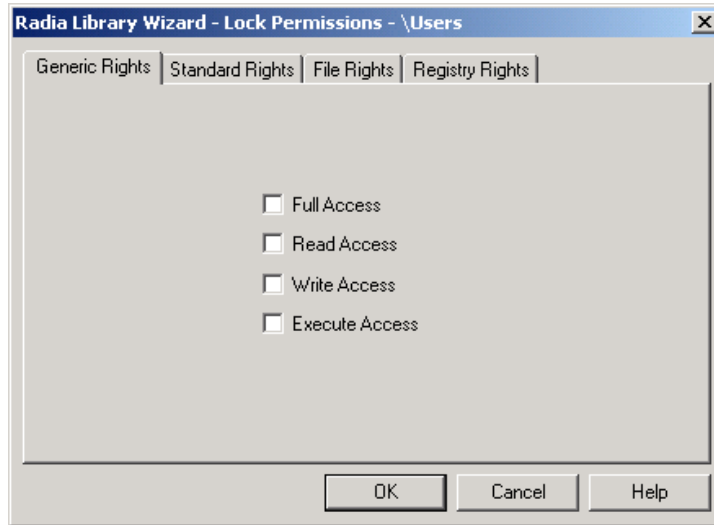 Radia Library Wizard - Lock Permissions - \Users
Generic Rights Standard Rights File Rights Registry Rights
Full Access
Read Access
Write Access
Execute Access
OK Cancel Help